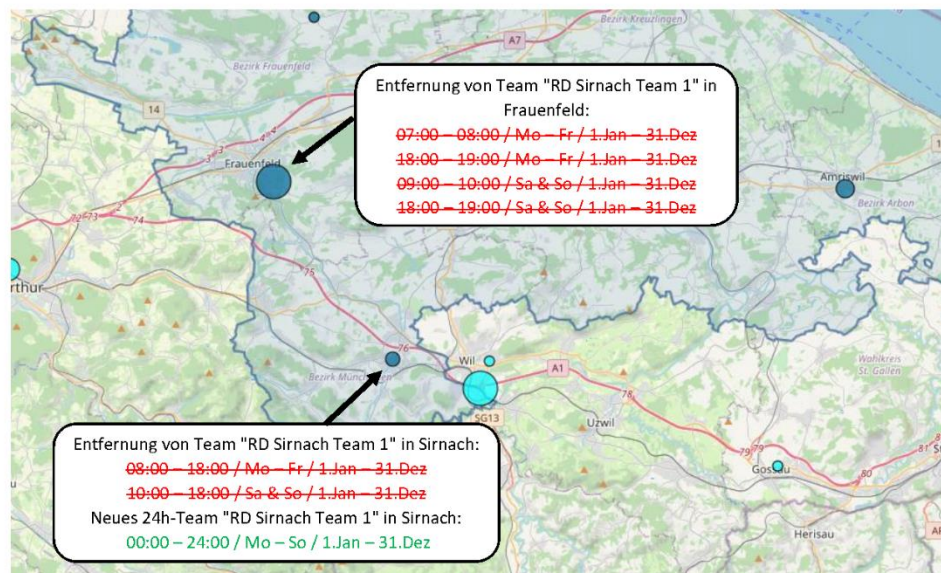 Bezirk Kreuzlingen
A7
Bezirk Frauenfeld
14
Entfernung von Team "RD Sirnach Team 1" in
Frauenfeld:
07:00 – 08:00 / Mo – Fr / 1.Jan – 31.Dez
18:00 – 19:00 / Mo – Fr / 1.Jan – 31.Dez
09:00 – 10:00 / Sa & So / 1.Jan – 31.Dez
18:00 – 19:00 / Sa & So / 1.Jan – 31.Dez
Frauenfeld
Amriswil
Bezirk Arbon
72-73
74
75
rthur
76
Wil
A1
Wahlkreis
St. Gallen
78
SG13
Uzwil
79
79
80
81
Gossau
Herisau
Entfernung von Team "RD Sirnach Team 1" in Sirnach:
08:00 – 18:00 / Mo – Fr / 1.Jan – 31.Dez
10:00 – 18:00 / Sa & So / 1.Jan – 31.Dez
Neues 24h-Team "RD Sirnach Team 1" in Sirnach:
00:00 – 24:00 / Mo – So / 1.Jan – 31.Dez